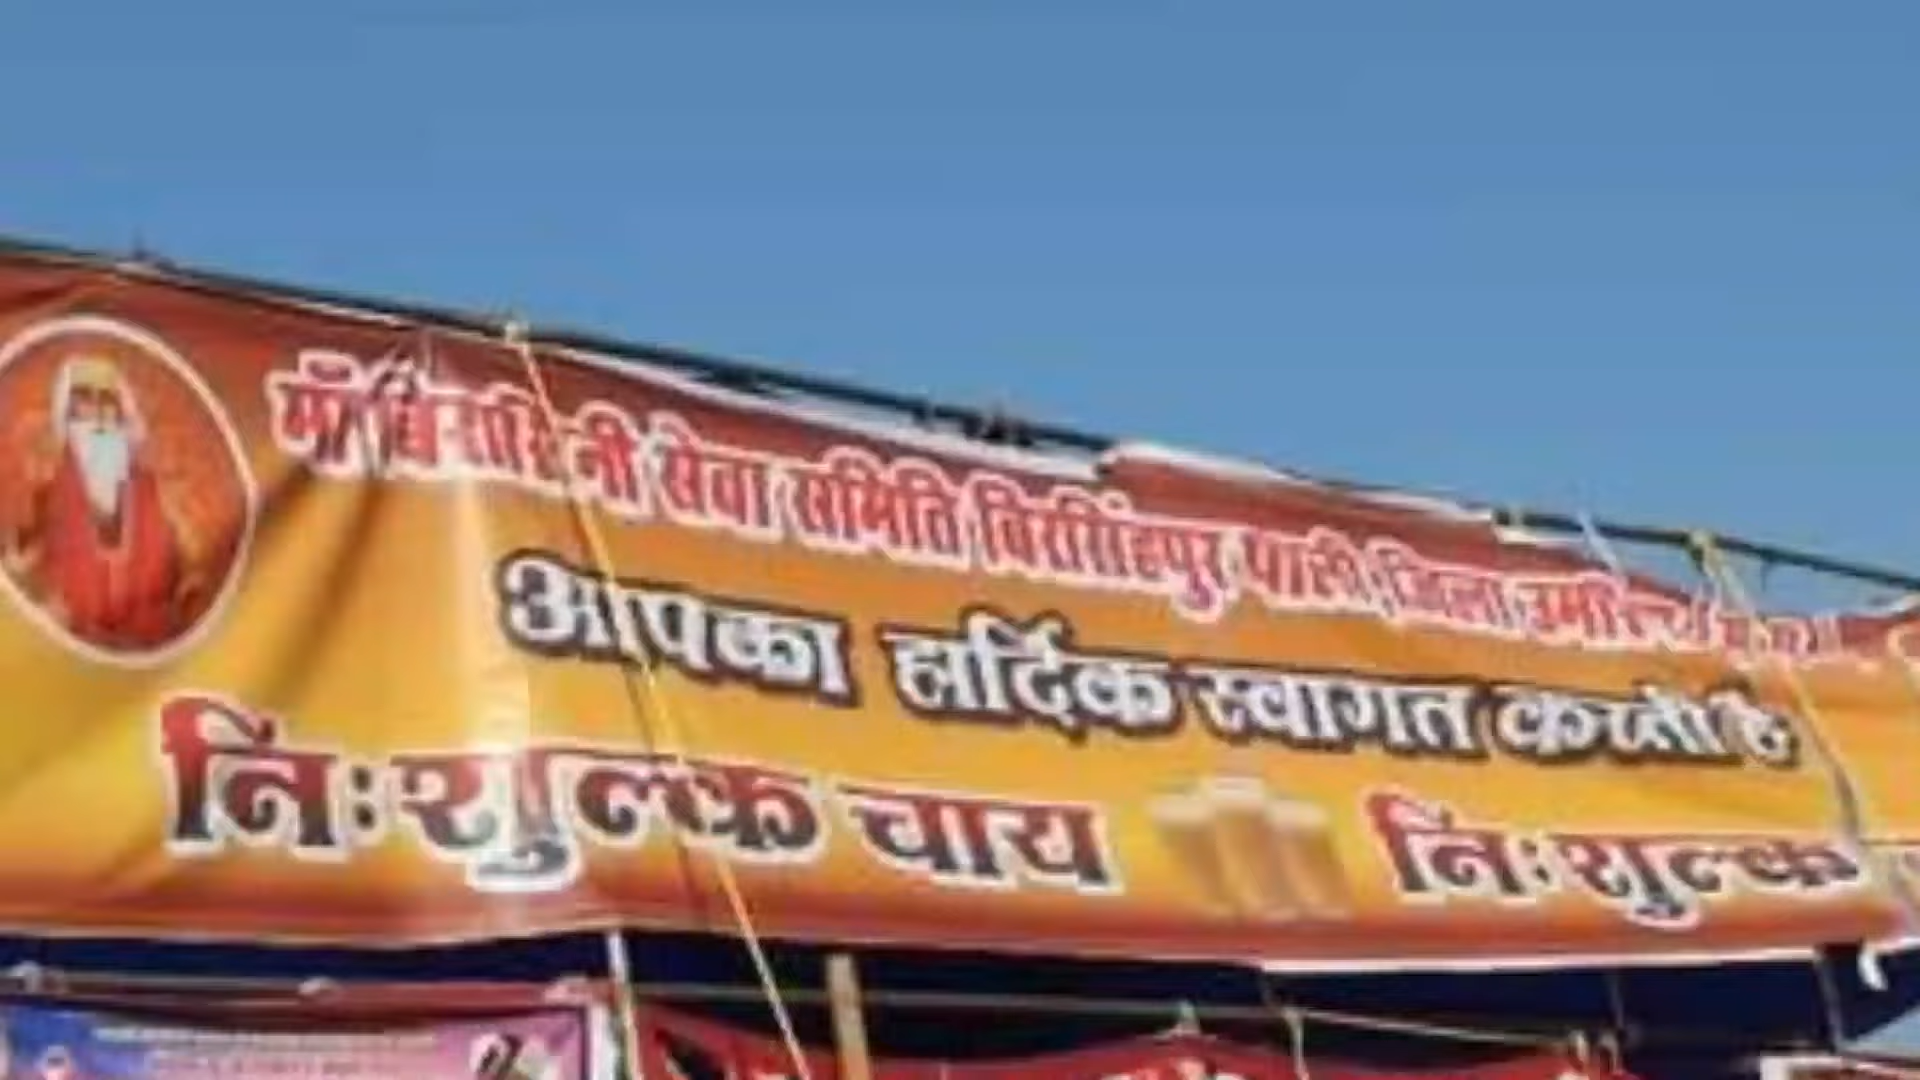 माँ बिरासिनी सेवा समिति बिरसिंहपुर पाली जिला उमरिया
आपका हार्दिक स्वागत करती है
निःशुल्क चाय निःशुल्क